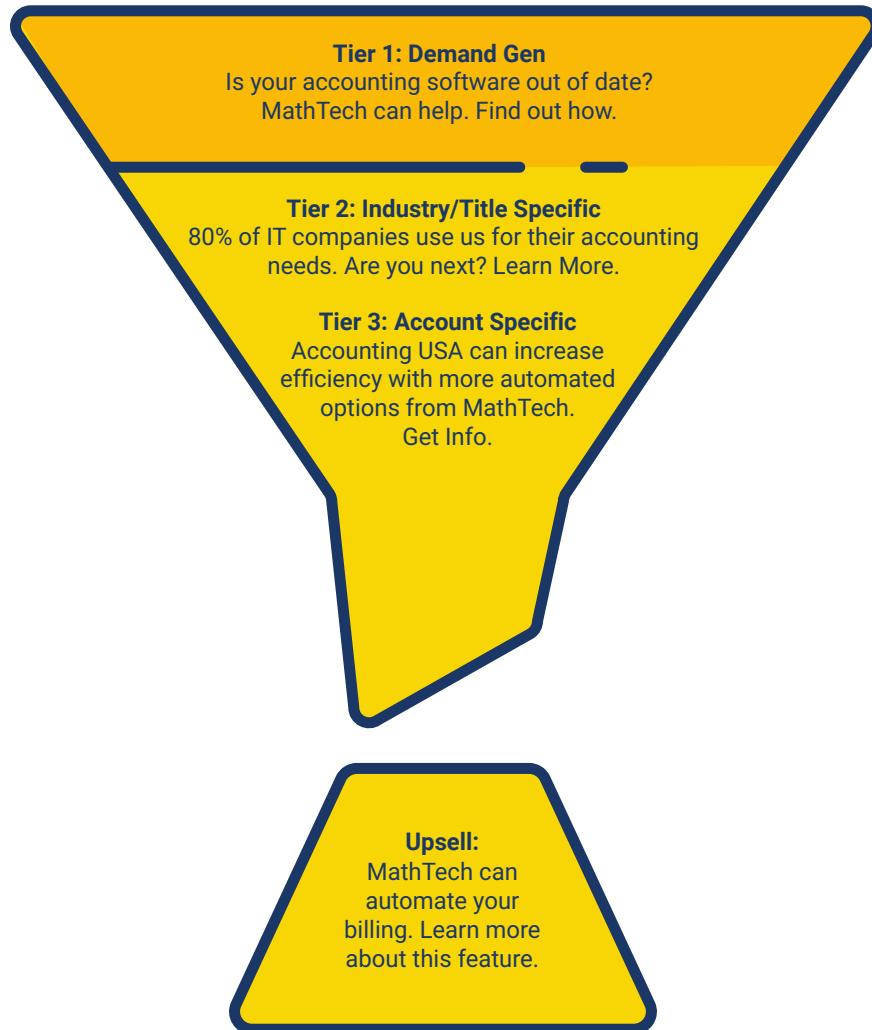 Tier 1: Demand Gen
Is your accounting software out of date?
MathTech can help. Find out how.
Tier 2: Industry/Title Specific
80% of IT companies use us for their accounting
needs. Are you next? Learn More.
Tier 3: Account Specific
Accounting USA can increase
efficiency with more automated
options from MathTech.
Get Info.
Upsell:
MathTech can
automate your
billing. Learn more
about this feature.